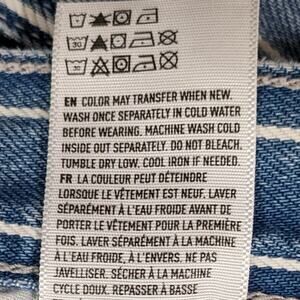 EN COLOR MAY TRANSFER WHEN NEW.
WASH ONCE SEPARATELY IN COLD WATER
BEFORE WEARING. MACHINE WASH COLD
INSIDE OUT SEPARATELY. DO NOT BLEACH.
TUMBLE DRY LOW. COOL IRON IF NEEDED.
FR LA COULEUR PEUT DÉTEINDRE
LORSQUE LE VÊTEMENT EST NEUF. LAVER
SÉPARÉMENT À L'EAU FROIDE AVANT DE
PORTER LE VÊTEMENT POUR LA PREMIÈRE
FOIS. LAVER SÉPARÉMENT À LA MACHINE
À L'EAU FROIDE, À L'ENVERS. NE PAS
JAVELLISER. SÉCHER À LA MACHINE
CYCLE DOUX. REPASSER À BASSE